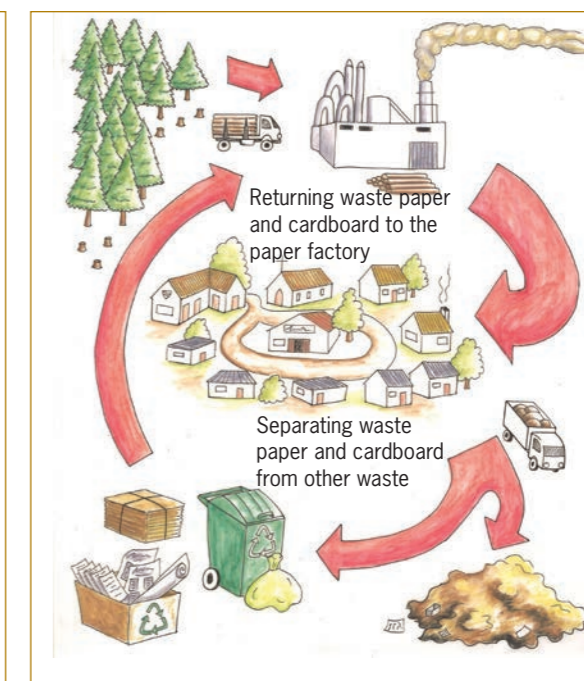 Returning waste paper
and cardboard to the
paper factory
Separating waste
paper and cardboard
from other waste